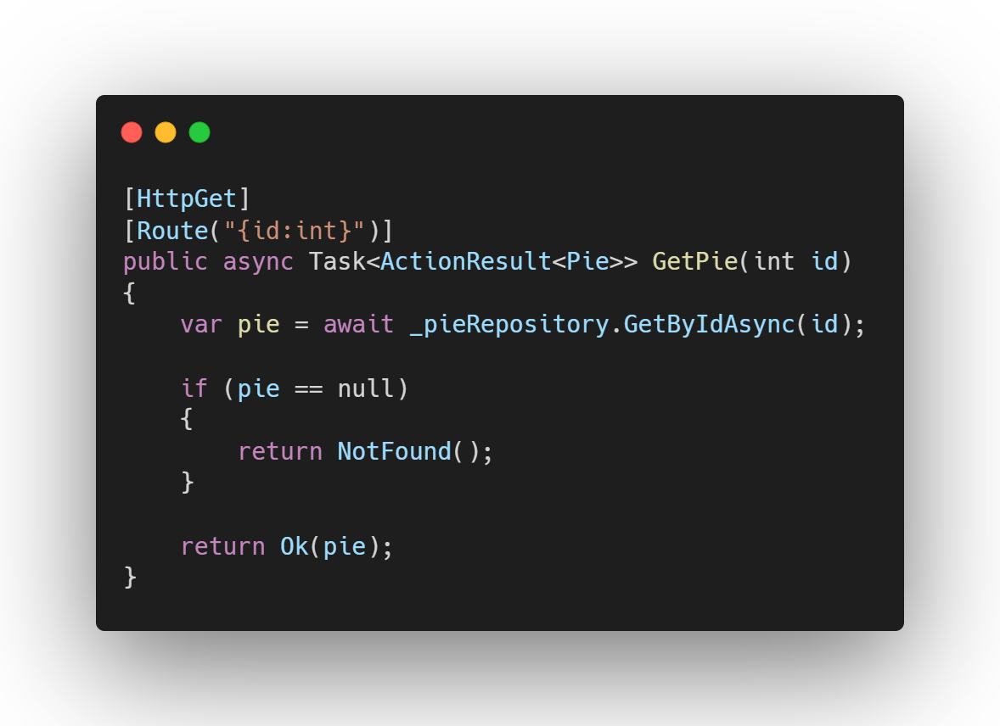 [HttpGet]
[Route("{id:int}")]
public async Task<ActionResult<Pie>> GetPie(int id)
{
    var pie = await _pieRepository.GetByIdAsync(id);

    if (pie == null)
    {
        return NotFound();
    }

    return Ok(pie);
}